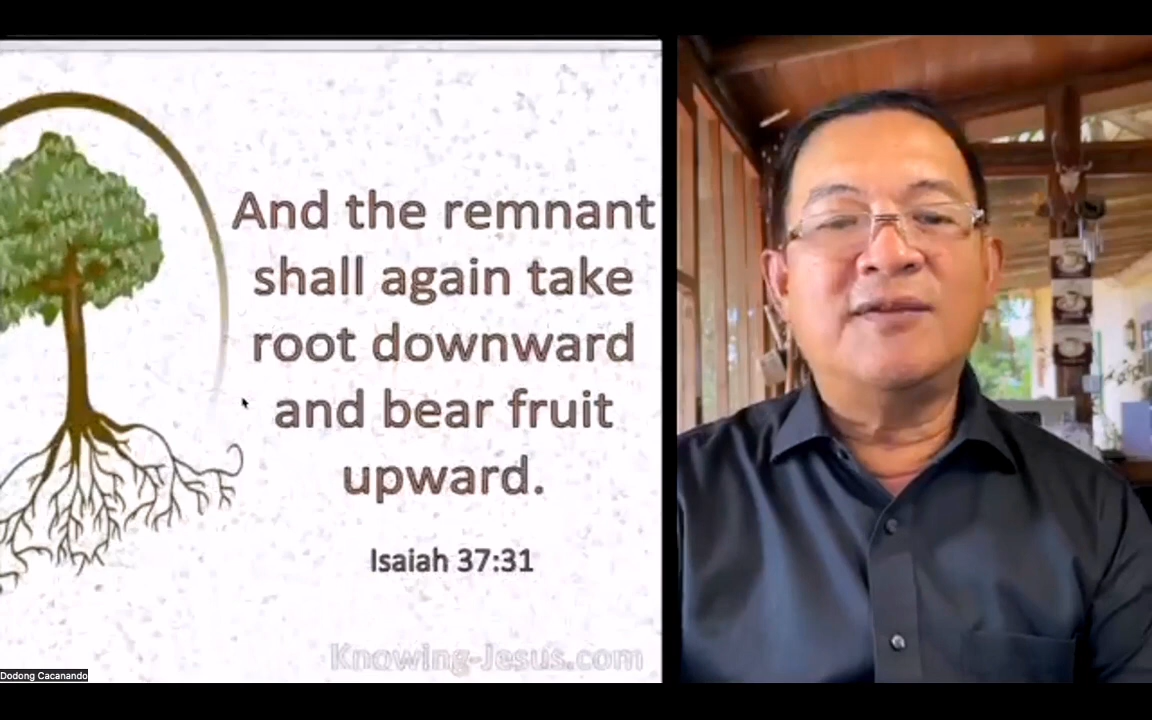 And the remnant
shall again take
root downward
and bear fruit
upward.
Isaiah 37:31
Knowing-Jesus.com
Dodong Cacanando